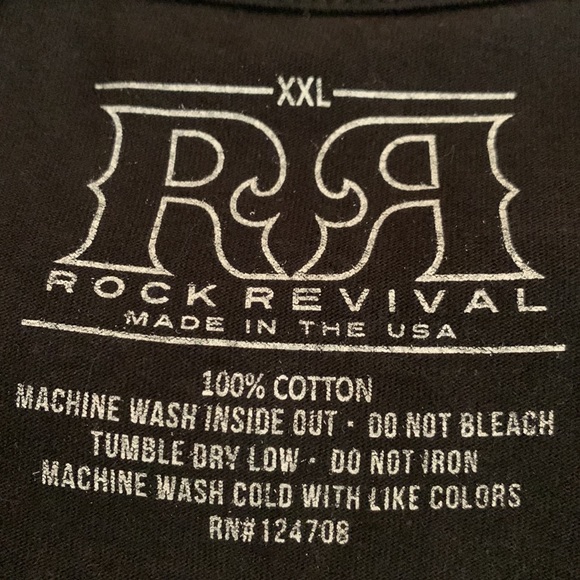 XXL
RR
ROCK REVIVAL
MADE IN THE USA
100% COTTON
MACHINE WASH INSIDE OUT · DO NOT BLEACH
TUMBLE DRY LOW · DO NOT IRON
MACHINE WASH COLD WITH LIKE COLORS
RN#124708